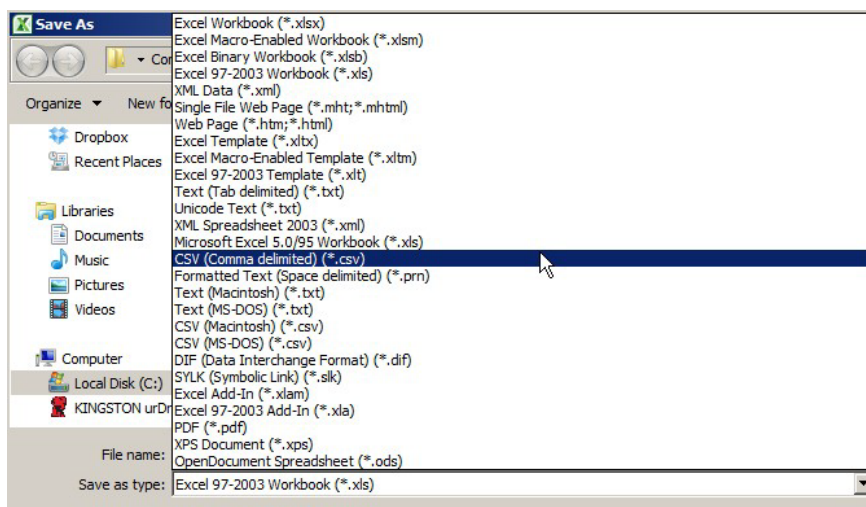 Save As
Con
Organize
New fo
Dropbox
Recent Places
Libraries
Documents
Music
Pictures
Videos
Computer
Local Disk (C:)
KINGSTON urDr
Excel Workbook (*.xlsx)
Excel Macro-Enabled Workbook (*.xlsm)
Excel Binary Workbook (*.xlsb)
Excel 97-2003 Workbook (*.xls)
XML Data (*.xml)
Single File Web Page (*.mht;*.mhtml)
Web Page (*.htm;*.html)
Excel Template (*.xltx)
Excel Macro-Enabled Template (*.xltm)
Excel 97-2003 Template (*.xlt)
Text (Tab delimited) (*.txt)
Unicode Text (*.txt)
XML Spreadsheet 2003 (*.xml)
Microsoft Excel 5.0/95 Workbook (*.xls)
CSV (Comma delimited) (*.csv)
Formatted Text (Space delimited) (*.prn)
Text (Macintosh) (*.txt)
Text (MS-DOS) (*.txt)
CSV (Macintosh) (*.csv)
CSV (MS-DOS) (*.csv)
DIF (Data Interchange Format) (*.dif)
SYLK (Symbolic Link) (*.slk)
Excel Add-In (*.xlam)
Excel 97-2003 Add-In (*.xla)
PDF (*.pdf)
XPS Document (*.xps)
OpenDocument Spreadsheet (*.ods)
File name:
Save as type: Excel 97-2003 Workbook (*.xls)